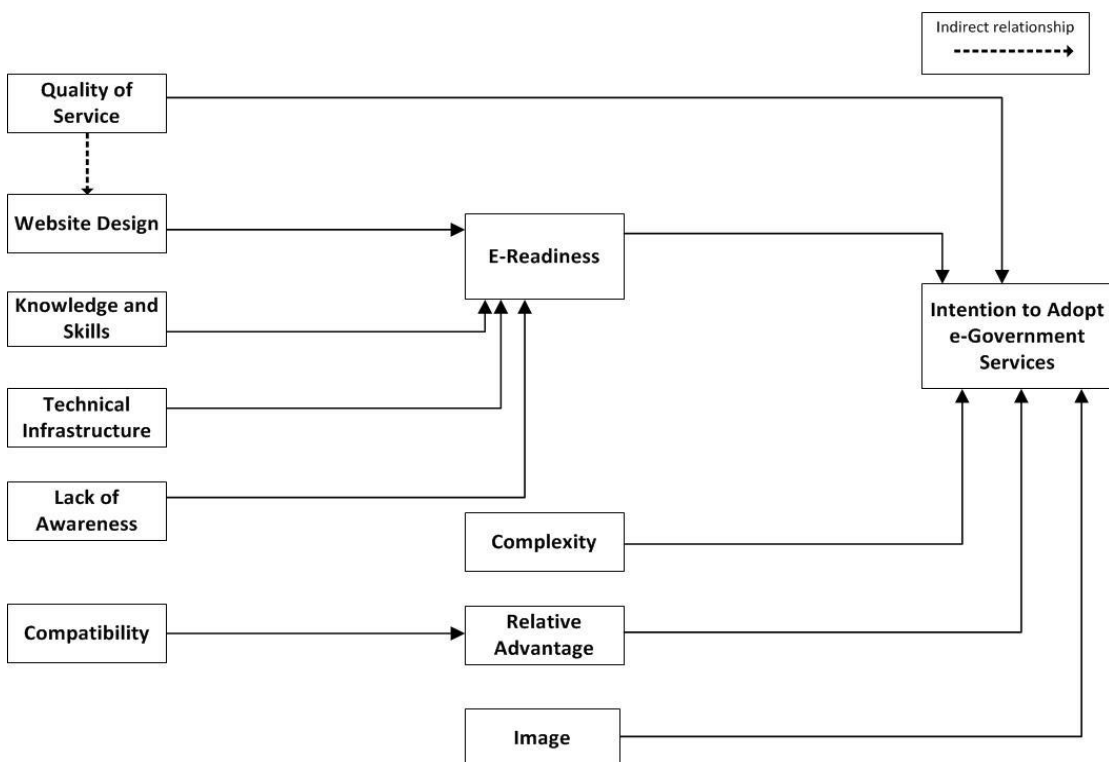 Indirect relationship
Quality of
Service
Website Design
E-Readiness
Knowledge and
Skills
Intention to Adopt
e-Government
Services
Technical
Infrastructure
Lack of
Awareness
Complexity
Compatibility
Relative
Advantage
Image